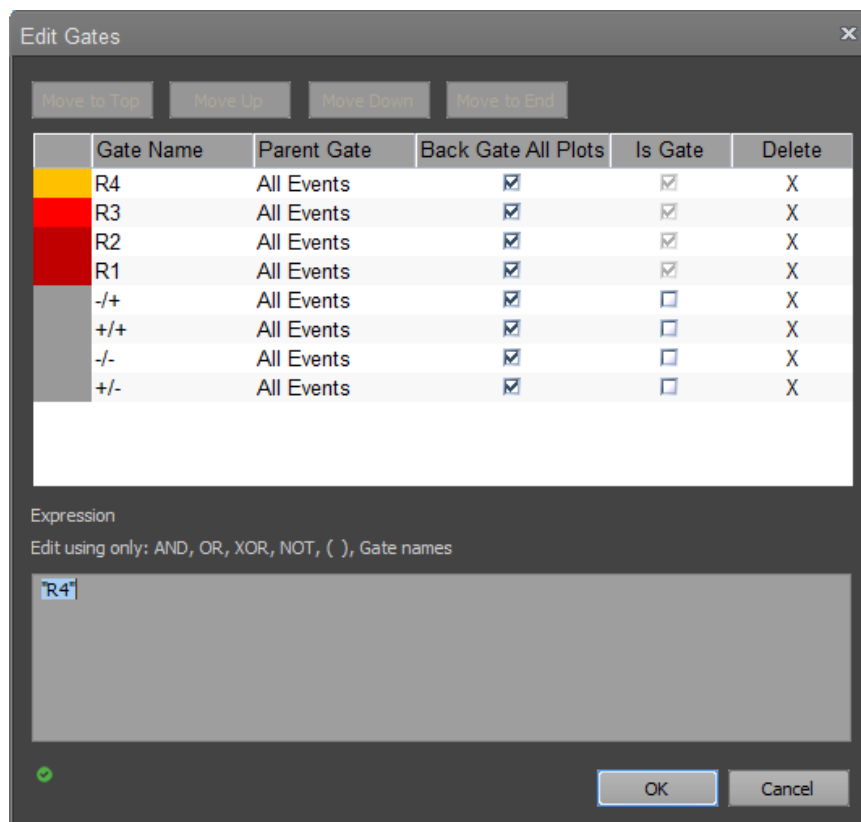 Edit Gates x
Move to Top Move Up Move Down Move to End
Gate Name Parent Gate Back Gate All Plots Is Gate Delete
R4 All Events X
R3 All Events X
R2 All Events X
R1 All Events X
-/+ All Events X
+/+ All Events X
-/- All Events X
+/- All Events X
Expression
Edit using only: AND, OR, XOR, NOT, ( ), Gate names
"R4"
OK Cancel